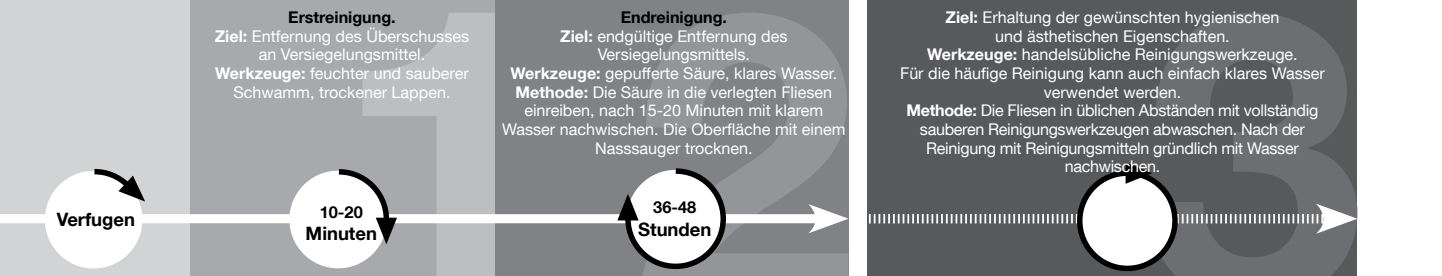 Verfugen
1
Erstreinigung.
Ziel: Entfernung des Überschusses
an Versiegelungsmittel.
Werkzeuge: feuchter und sauberer
Schwamm, trockener Lappen.
10-20
Minuten
2
Endreinigung.
Ziel: endgültige Entfernung des
Versiegelungsmittels.
Werkzeuge: gepufferte Säure, klares Wasser.
Methode: Die Säure in die verlegten Fliesen
einreiben, nach 15-20 Minuten mit klarem
Wasser nachwischen. Die Oberfläche mit einem
Nasssauger trocknen.
36-48
Stunden
3
Ziel: Erhaltung der gewünschten hygienischen
und ästhetischen Eigenschaften.
Werkzeuge: handelsübliche Reinigungswerkzeuge.
Für die häufige Reinigung kann auch einfach klares Wasser
verwendet werden.
Methode: Die Fliesen in üblichen Abständen mit vollständig
sauberen Reinigungswerkzeugen abwaschen. Nach der
Reinigung mit Reinigungsmitteln gründlich mit Wasser
nachwischen.